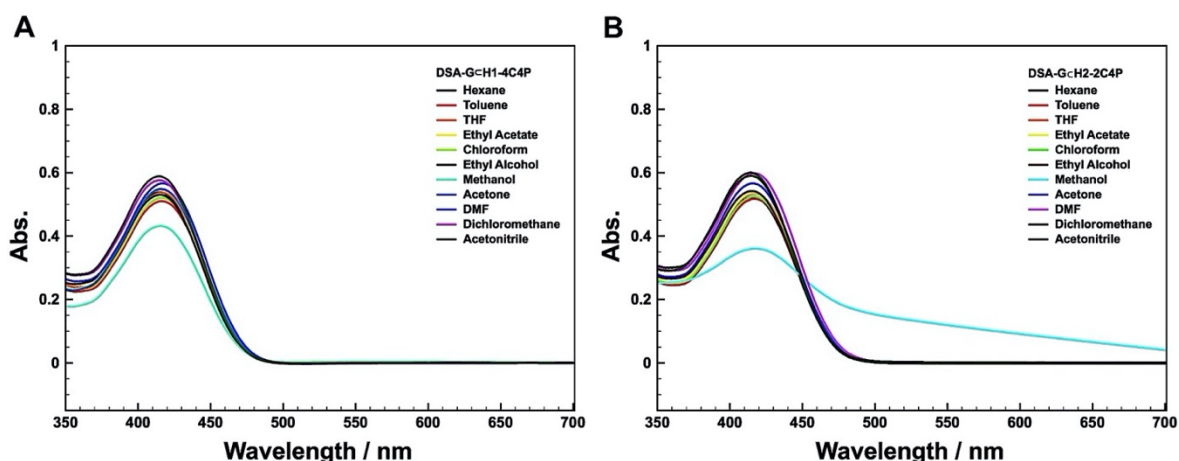 A
DSA-G⊂H1-4C4P
Hexane
Toluene
THF
Ethyl Acetate
Chloroform
Ethyl Alcohol
Methanol
Acetone
DMF
Dichloromethane
Acetonitrile
Abs.
1
0.8
0.6
0.4
0.2
0
350 400 450 500 550 600 650 700
Wavelength / nm
B
DSA-G⊂H2-2C4P
Hexane
Toluene
THF
Ethyl Acetate
Chloroform
Ethyl Alcohol
Methanol
Acetone
DMF
Dichloromethane
Acetonitrile
Abs.
1
0.8
0.6
0.4
0.2
0
350 400 450 500 550 600 650 700
Wavelength / nm